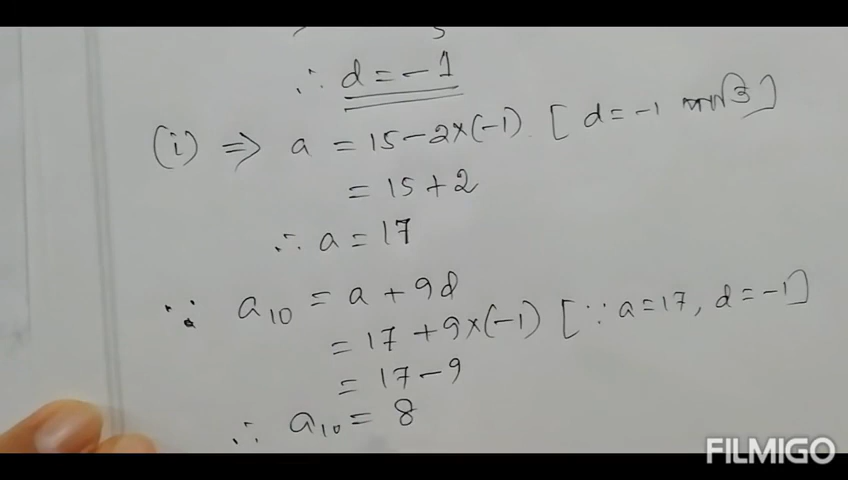 ∴ d = -1
(i) ⇒ a = 15 - 2×(-1) [ d = -1 ]
= 15 + 2
∴ a = 17
∵ a₁₀ = a + 9d
= 17 + 9×(-1) [∵ a = 17, d = -1]
= 17 - 9
∴ a₁₀ = 8
FILMIGO